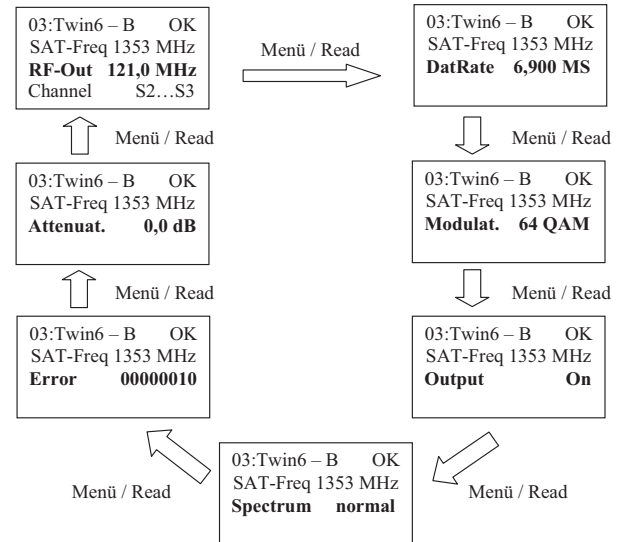 03:Twin6 – B OK
SAT-Freq 1353 MHz
RF-Out 121,0 MHz
Channel S2…S3
Menü / Read
03:Twin6 – B OK
SAT-Freq 1353 MHz
DatRate 6,900 MS
Menü / Read
03:Twin6 – B OK
SAT-Freq 1353 MHz
Modulat. 64 QAM
Menü / Read
03:Twin6 – B OK
SAT-Freq 1353 MHz
Output On
Menü / Read
03:Twin6 – B OK
SAT-Freq 1353 MHz
Spectrum normal
Menü / Read
03:Twin6 – B OK
SAT-Freq 1353 MHz
Error 00000010
Menü / Read
03:Twin6 – B OK
SAT-Freq 1353 MHz
Attenuat. 0,0 dB
Menü / Read